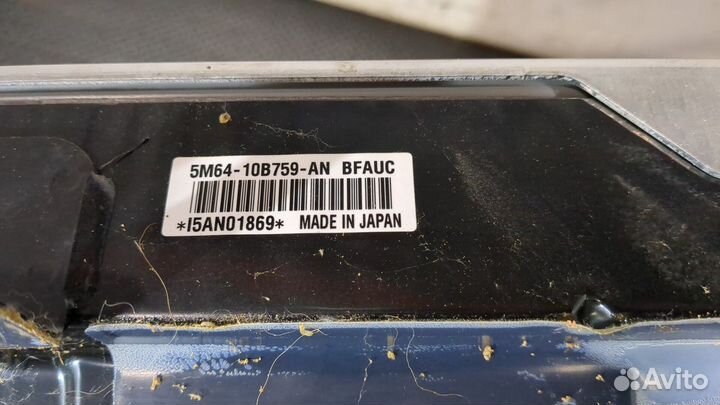 5M64-10B759-AN BFAUC
*I5AN01869* MADE IN JAPAN
Avito